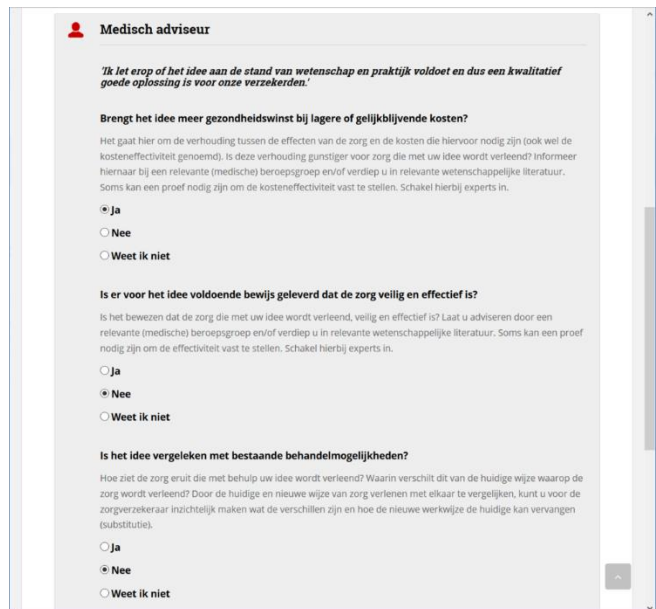 Medisch adviseur
'Ik let erop of het idee aan de stand van wetenschap en praktijk voldoet en dus een kwalitatief
goede oplossing is voor onze verzekerden.'
Brengt het idee meer gezondheidswinst bij lagere of gelijkblijvende kosten?
Het gaat hier om de verhouding tussen de effecten van de zorg en de kosten die hiervoor nodig zijn (ook wel de
kosteneffectiviteit genoemd). Is deze verhouding gunstiger voor zorg die met uw idee wordt verleend? Informeer
hiernaar bij een relevante (medische) beroepsgroep en/of verdiep u in relevante wetenschappelijke literatuur.
Soms kan een proef nodig zijn om de kosteneffectiviteit vast te stellen. Schakel hierbij experts in.
Ja
Nee
Weet ik niet
Is er voor het idee voldoende bewijs geleverd dat de zorg veilig en effectief is?
Is het bewezen dat de zorg die met uw idee wordt verleend, veilig en effectief is? Laat u adviseren door een
relevante (medische) beroepsgroep en/of verdiep u in relevante wetenschappelijke literatuur. Soms kan een proef
nodig zijn om de effectiviteit vast te stellen. Schakel hierbij experts in.
Ja
Nee
Weet ik niet
Is het idee vergeleken met bestaande behandelmogelijkheden?
Hoe ziet de zorg eruit die met behulp uw idee wordt verleend? Waarin verschilt dit van de huidige wijze waarop de
zorg wordt verleend? Door de huidige en nieuwe wijze van zorg verlenen met elkaar te vergelijken, kunt u voor de
zorgverzekeraar inzichtelijk maken wat de verschillen zijn en hoe de nieuwe werkwijze de huidige kan vervangen
(substitutie).
Ja
Nee
Weet ik niet